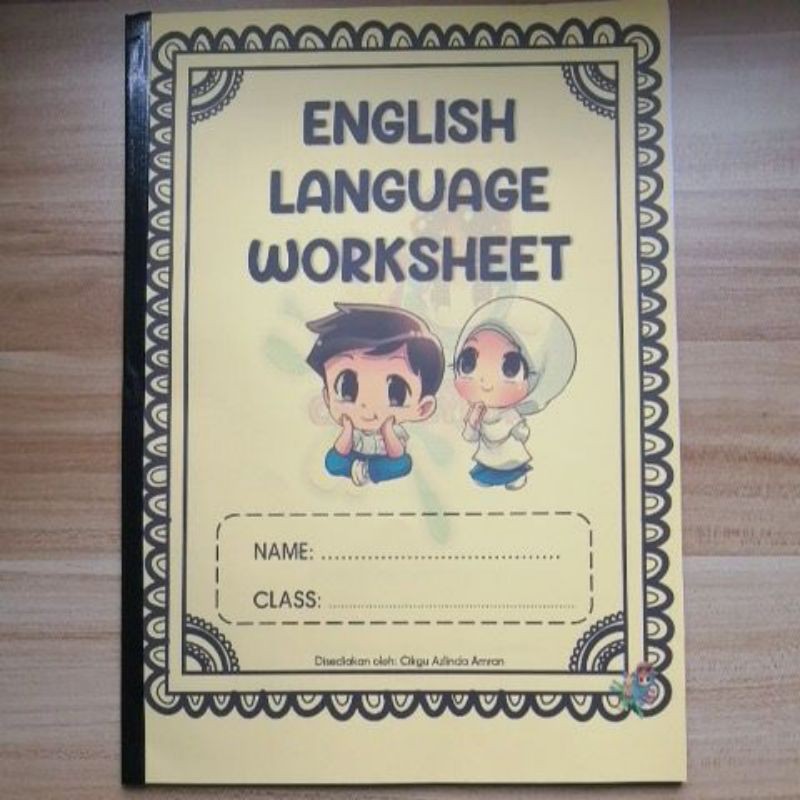 ENGLISH
LANGUAGE
WORKSHEET
NAME: ..................................
CLASS: ..........................................
Disediakan oleh: Cikgu Azlinda Amran